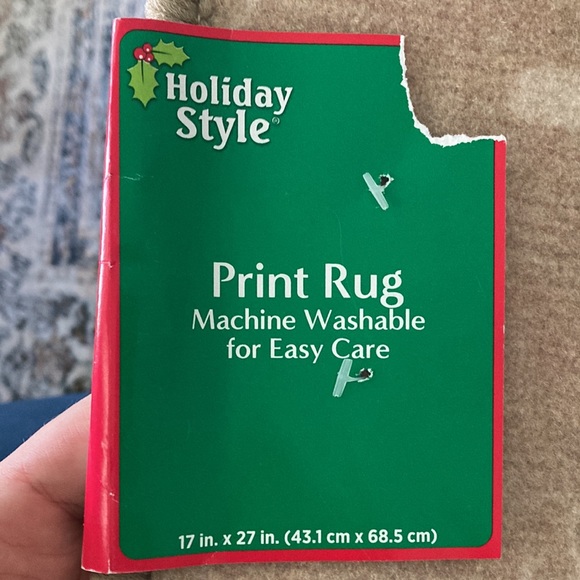 Holiday
Style®
Print Rug
Machine Washable
for Easy Care
17 in. x 27 in. (43.1 cm x 68.5 cm)